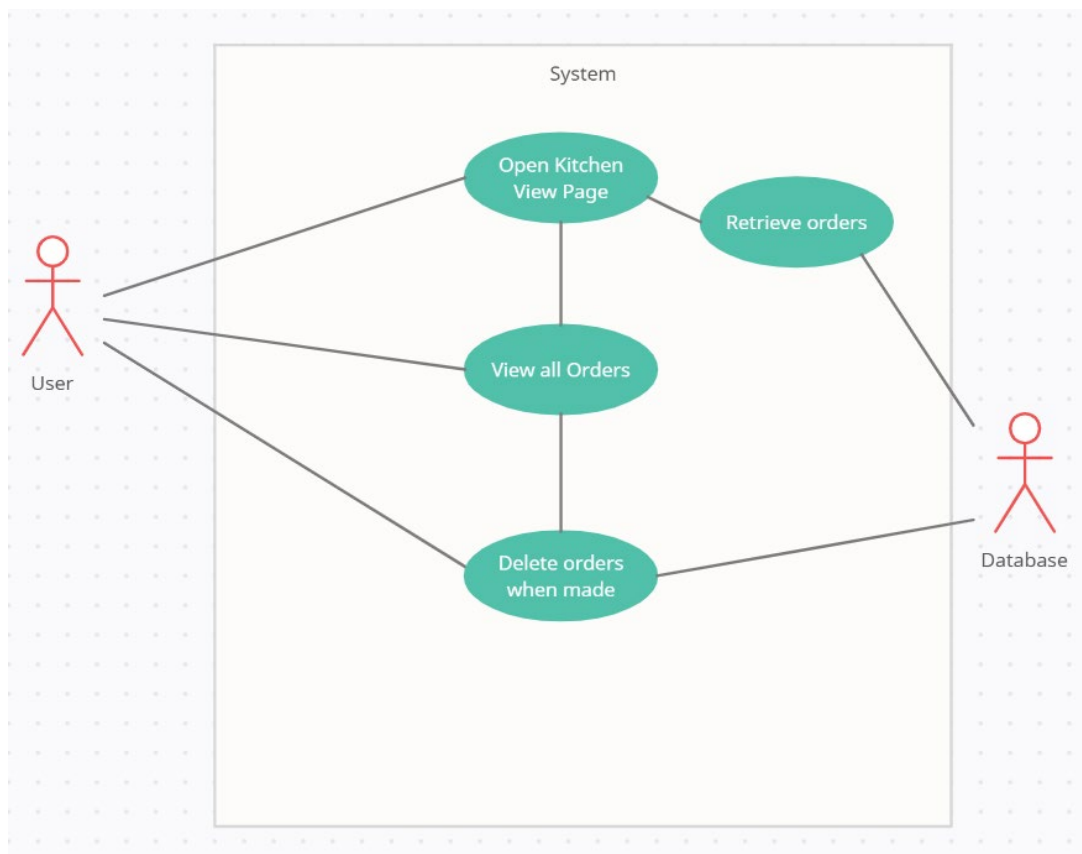 System
Open Kitchen
View Page
Retrieve orders
User
View all Orders
Database
Delete orders
when made